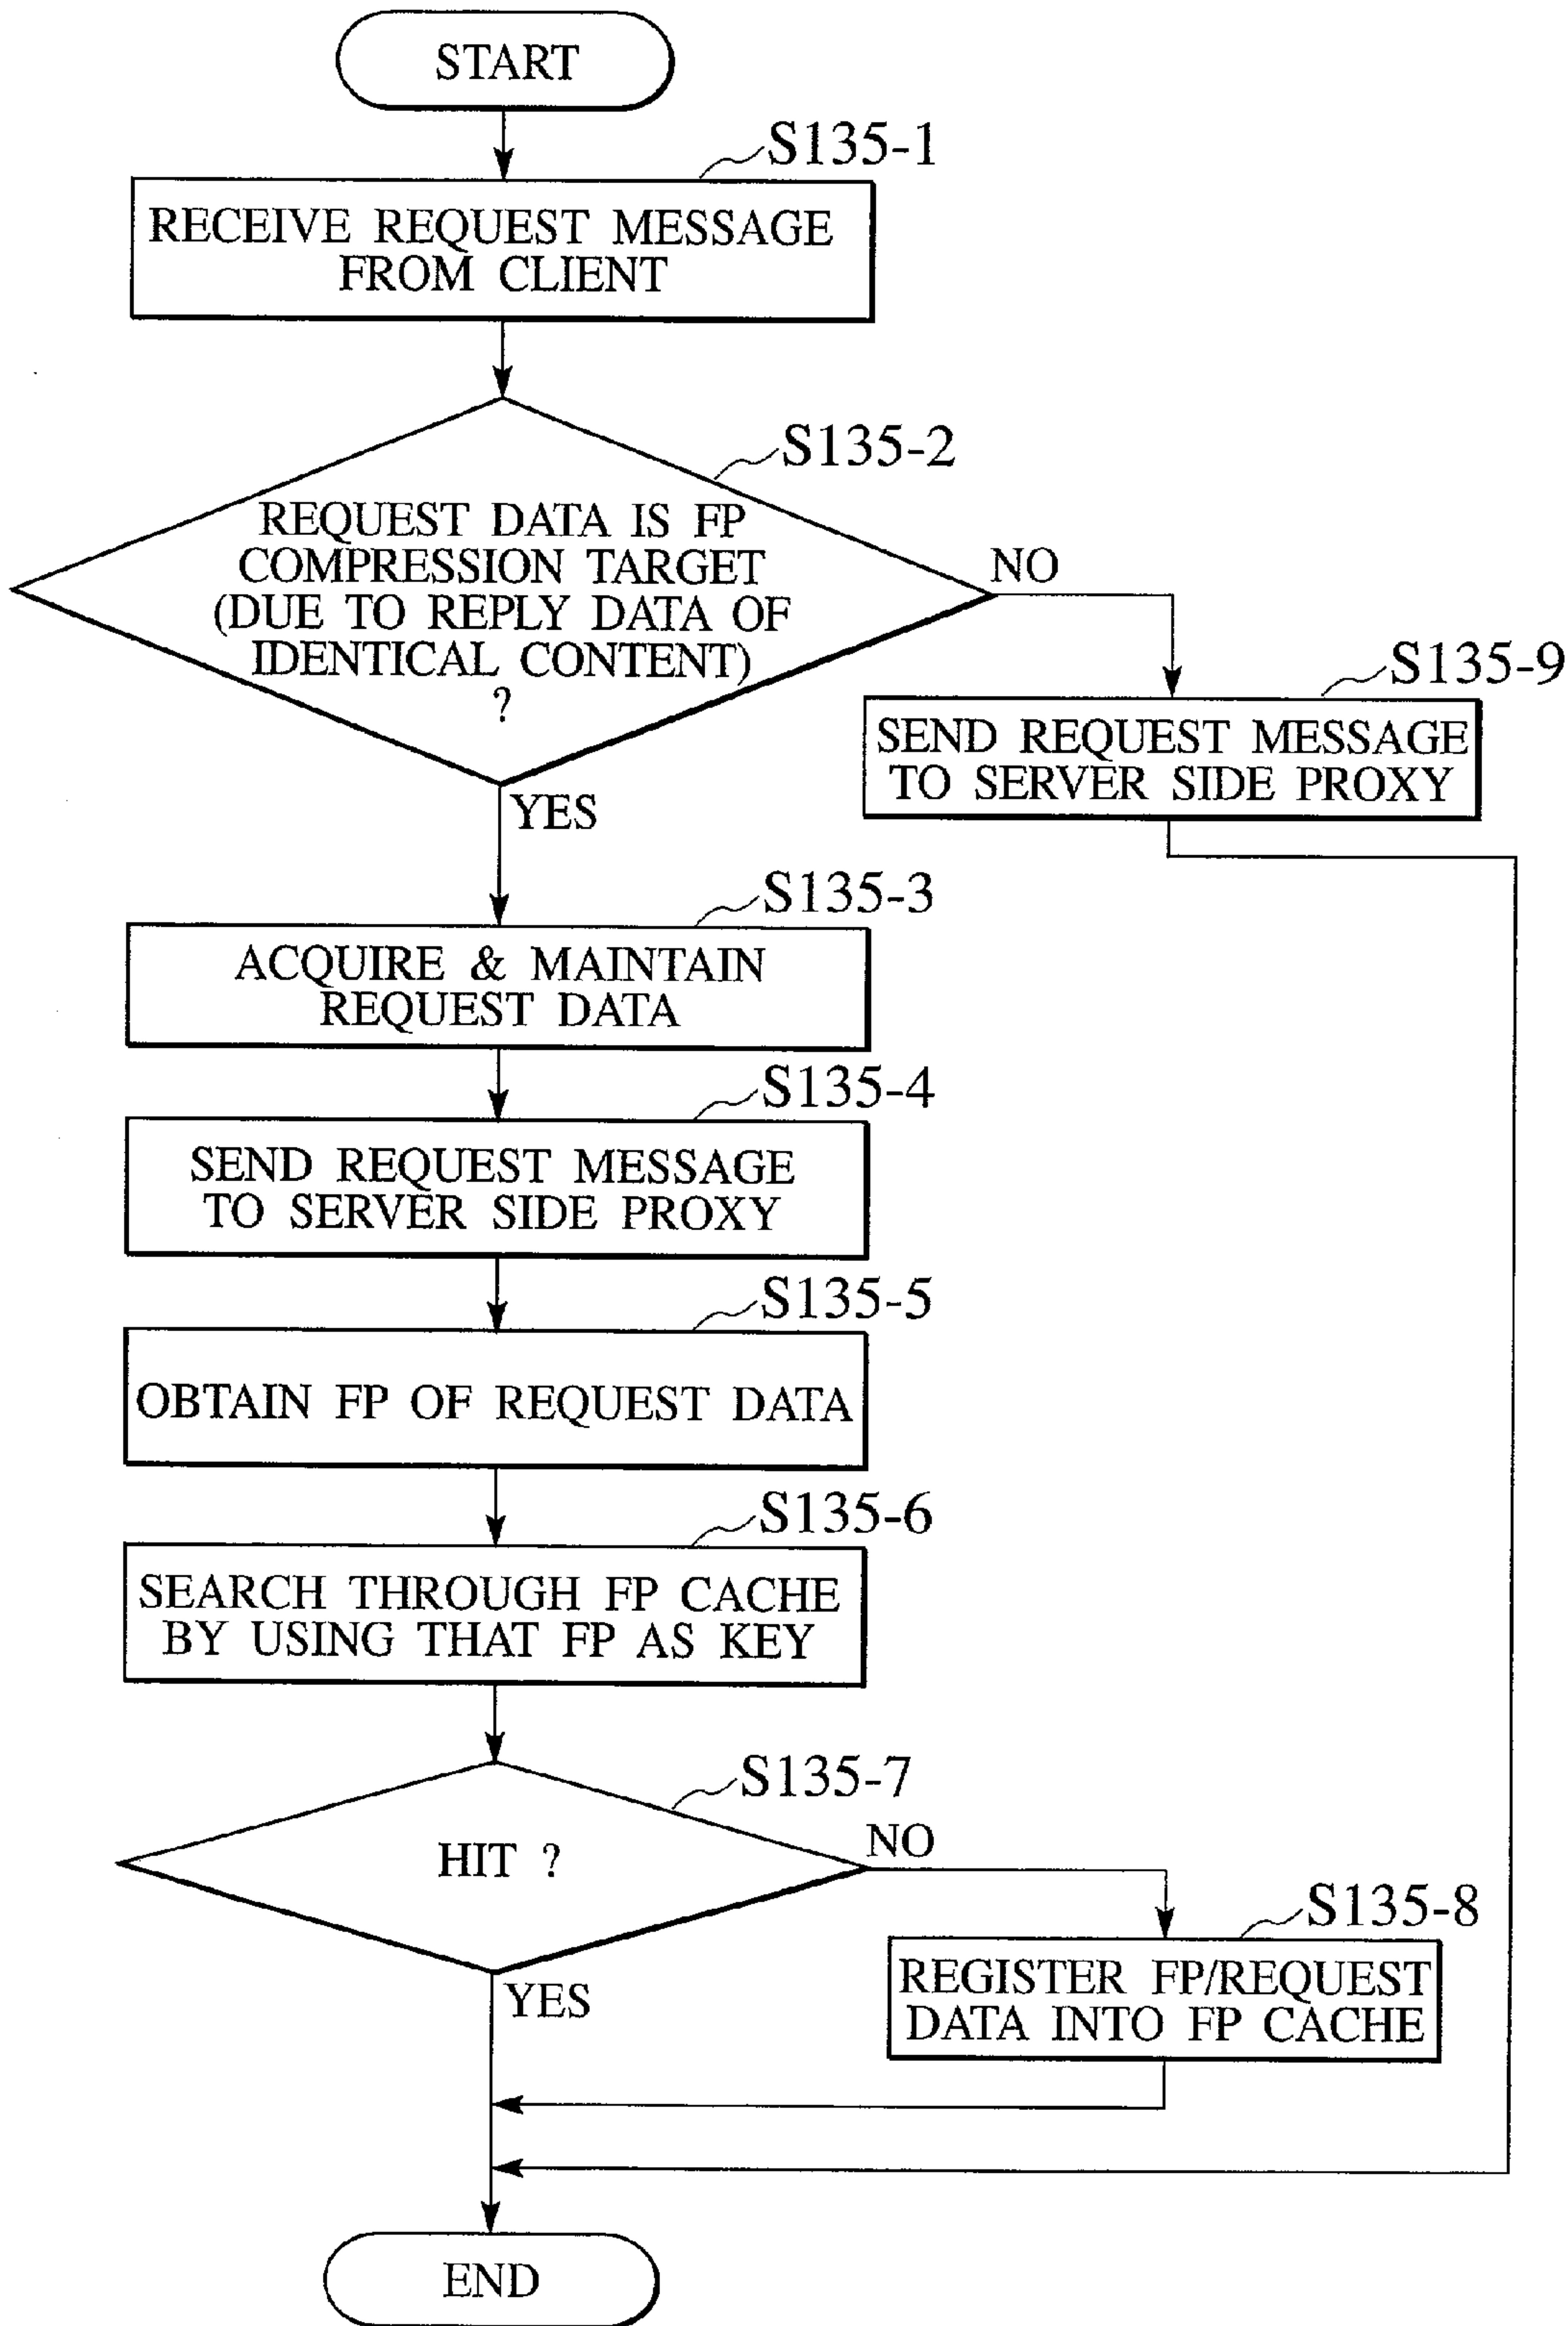 START
S135-1
RECEIVE REQUEST MESSAGE
FROM CLIENT
S135-2
REQUEST DATA IS FP
COMPRESSION TARGET
(DUE TO REPLY DATA OF
IDENTICAL CONTENT)
?
NO
YES
S135-9
SEND REQUEST MESSAGE
TO SERVER SIDE PROXY
S135-3
ACQUIRE & MAINTAIN
REQUEST DATA
S135-4
SEND REQUEST MESSAGE
TO SERVER SIDE PROXY
S135-5
OBTAIN FP OF REQUEST DATA
S135-6
SEARCH THROUGH FP CACHE
BY USING THAT FP AS KEY
S135-7
HIT ?
NO
YES
S135-8
REGISTER FP/REQUEST
DATA INTO FP CACHE
END